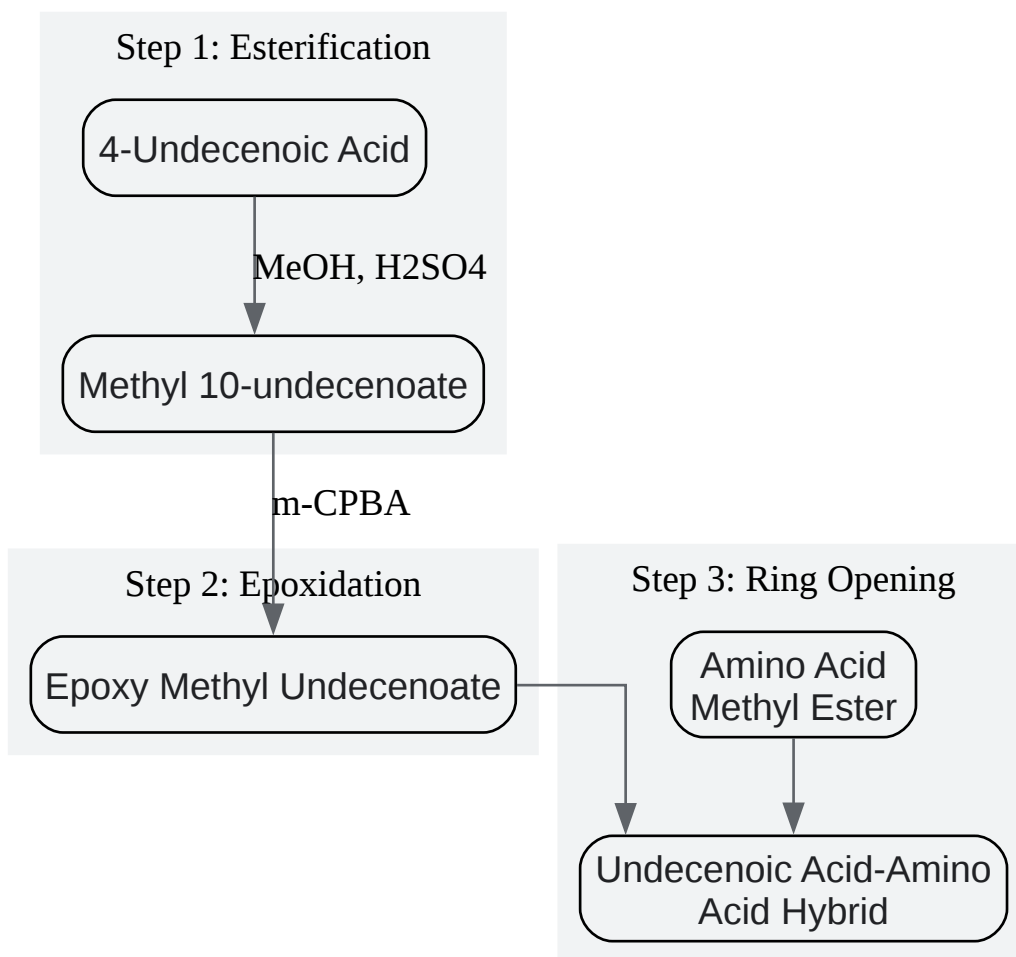 Step 1: Esterification
4-Undecenoic Acid
MeOH, H2SO4
Methyl 10-undecenoate
m-CPBA
Step 2: Epoxidation
Epoxy Methyl Undecenoate
Step 3: Ring Opening
Amino Acid
Methyl Ester
Undecenoic Acid-Amino
Acid Hybrid